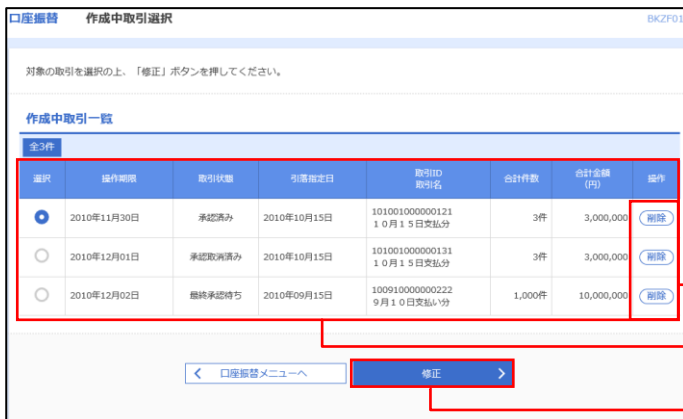 口座振替 作成中取引選択 BKZF01
対象の取引を選択の上、「修正」ボタンを押してください。
作成中取引一覧
全3件
選択 操作期限 取引状態 引落指定日 取引ID 合計件数 合計金額 操作
取引名 (円)
2010年11月30日 承認済み 2010年10月15日 101001000000121 3件 3,000,000 削除
10月15日支払分
2010年12月01日 承認取消済み 2010年10月15日 101001000000131 3件 3,000,000 削除
10月15日支払分
2010年12月02日 最終承認待ち 2010年09月15日 100910000000222 1,000件 10,000,000 削除
9月10日支払い分
口座振替メニューへ 修正